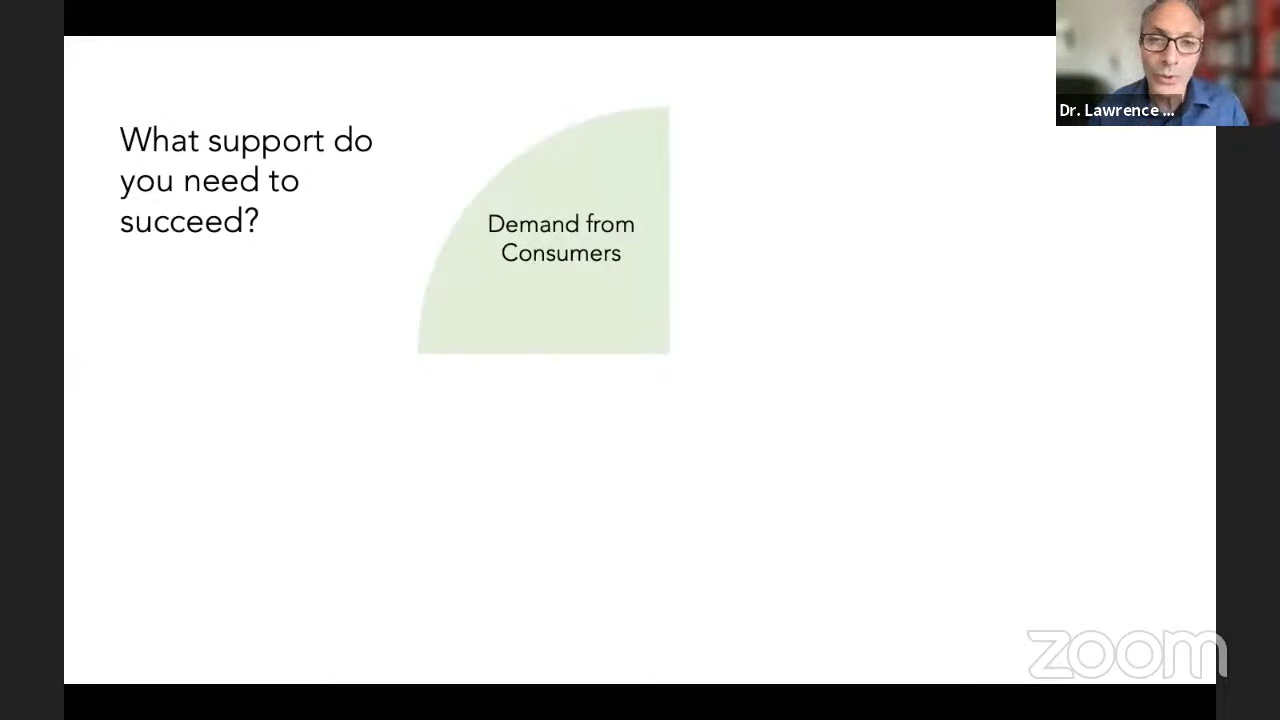 What support do
you need to
succeed?
Demand from
Consumers
Dr. Lawrence ...
zoom